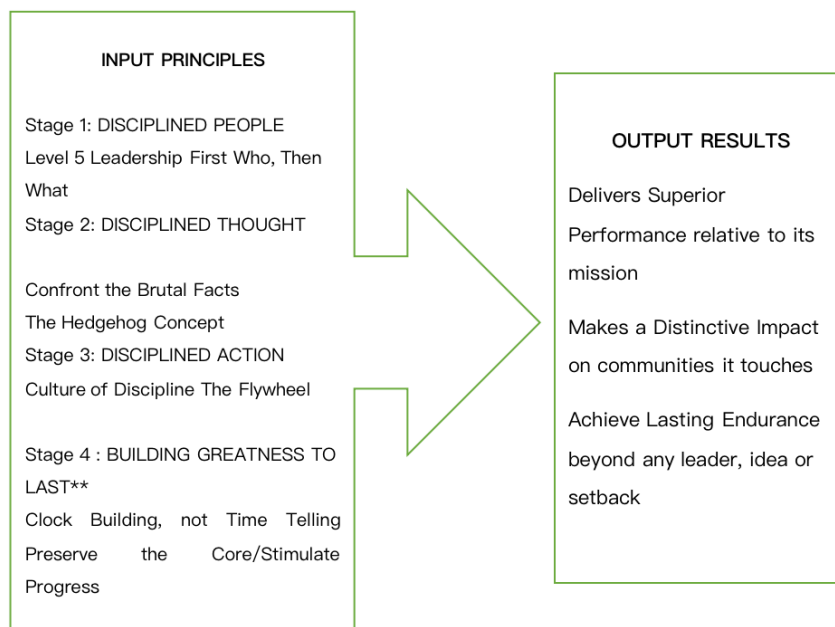 INPUT PRINCIPLES
Stage 1: DISCIPLINED PEOPLE
Level 5 Leadership First Who, Then
What
Stage 2: DISCIPLINED THOUGHT
Confront the Brutal Facts
The Hedgehog Concept
Stage 3: DISCIPLINED ACTION
Culture of Discipline The Flywheel
Stage 4 : BUILDING GREATNESS TO
LAST**
Clock Building, not Time Telling
Preserve the Core/Stimulate
Progress
OUTPUT RESULTS
Delivers Superior
Performance relative to its
mission
Makes a Distinctive Impact
on communities it touches
Achieve Lasting Endurance
beyond any leader, idea or
setback